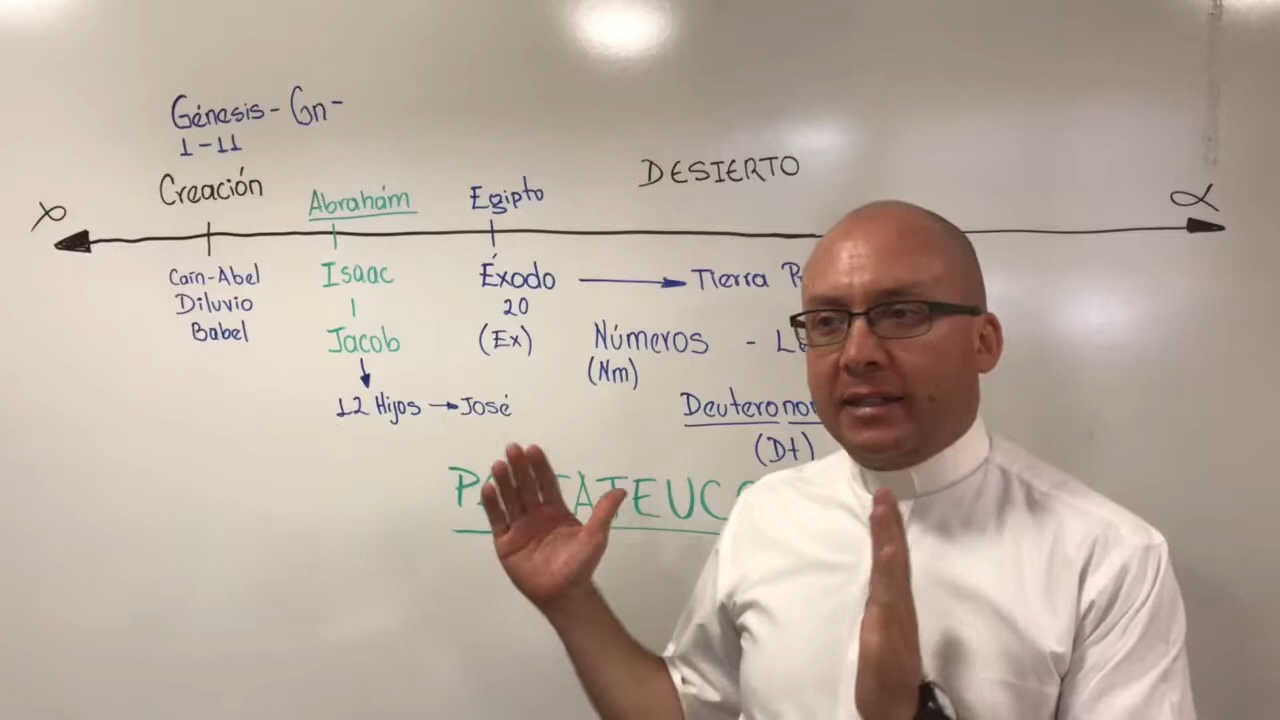 Génesis - Gn -
1-11
Creación
Abrahám
Egipto
DESIERTO
α
Caín-Abel
Diluvio
Babel
Isaac
Jacob
12 Hijos → José
Éxodo → Tierra
20
(Ex)
Números -
(Nm)
(Dt)